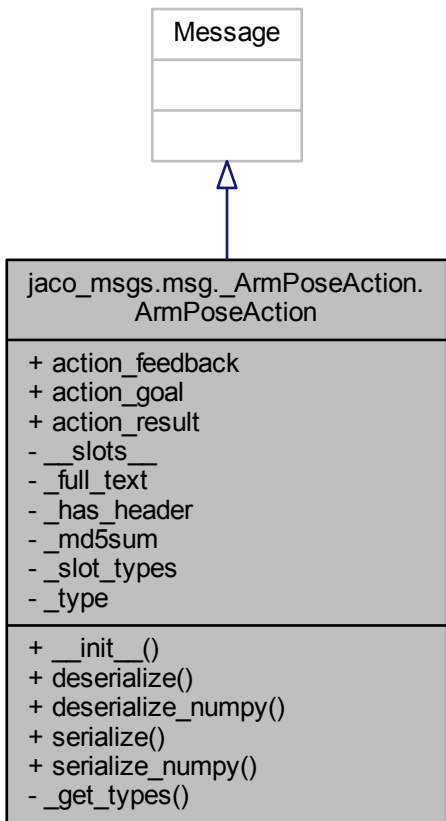 Message
jaco_msgs.msg._ArmPoseAction.
ArmPoseAction
+ action_feedback
+ action_goal
+ action_result
- __slots__
- _full_text
- _has_header
- _md5sum
- _slot_types
- _type
+ __init__()
+ deserialize()
+ deserialize_numpy()
+ serialize()
+ serialize_numpy()
- _get_types()